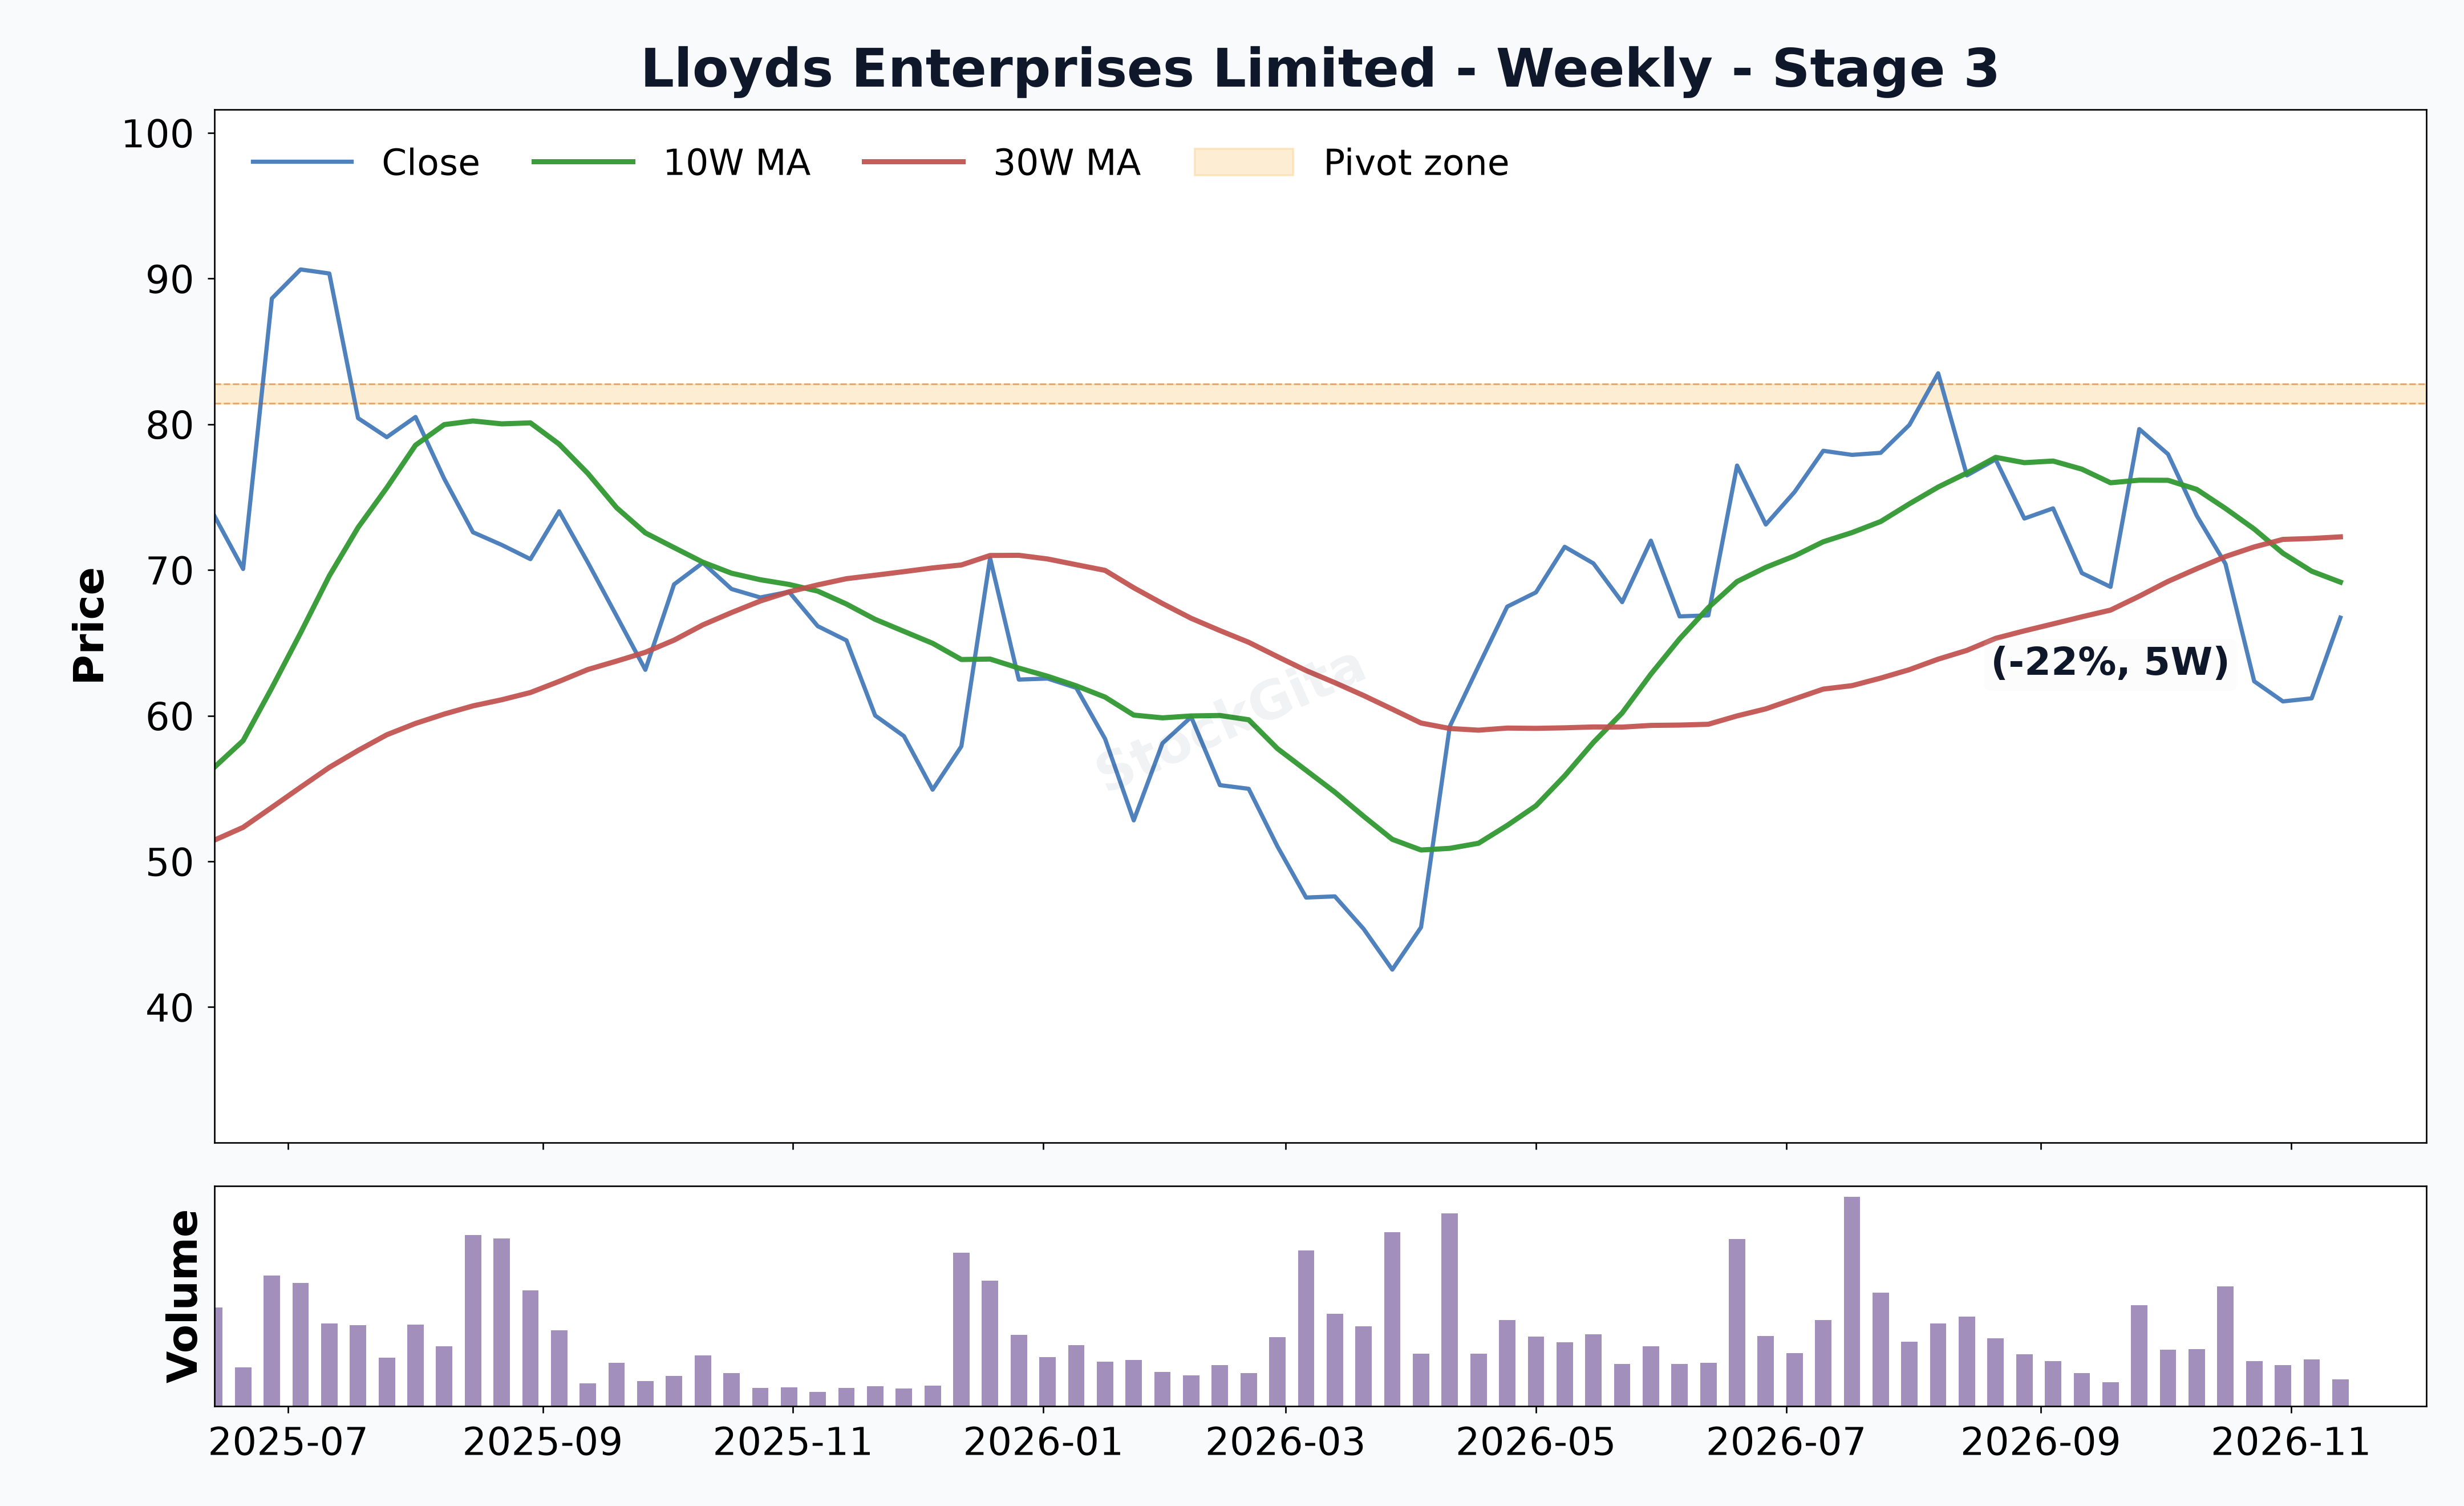 Lloyds Enterprises Limited - Weekly - Stage 3
Close 10W MA 30W MA Pivot zone
100
90
80
70
60
50
40
Price
(-22%, 5W)
StockGita
Volume
2025-07 2025-09 2025-11 2026-01 2026-03 2026-05 2026-07 2026-09 2026-11